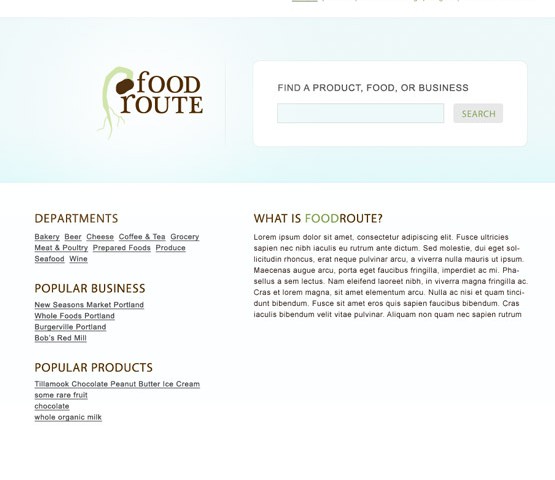 food
ROUTE
FIND A PRODUCT, FOOD, OR BUSINESS
SEARCH
DEPARTMENTS
Bakery Beer Cheese Coffee & Tea Grocery
Meat & Poultry Prepared Foods Produce
Seafood Wine
POPULAR BUSINESS
New Seasons Market Portland
Whole Foods Portland
Burgerville Portland
Bob's Red Mill
POPULAR PRODUCTS
Tillamook Chocolate Peanut Butter Ice Cream
some rare fruit
chocolate
whole organic milk
WHAT IS FOODROUTE?
Lorem ipsum dolor sit amet, consectetur adipiscing elit. Fusce ultricies
sapien nec nibh iaculis eu rutrum ante dictum. Sed molestie, dui eget sol-
licitudin rhoncus, erat neque pulvinar arcu, a viverra nulla mauris ut ipsum.
Maecenas augue arcu, porta eget faucibus fringilla, imperdiet ac mi. Pha-
sellus a sem lectus. Nam eleifend laoreet nibh, in viverra magna fringilla ac.
Cras et lorem magna, sit amet elementum arcu. Nulla ac nisi et quam tinci-
dunt bibendum. Fusce sit amet eros quis sapien faucibus bibendum. Cras
iaculis bibendum velit vitae pulvinar. Aliquam non quam nec sapien rutrum